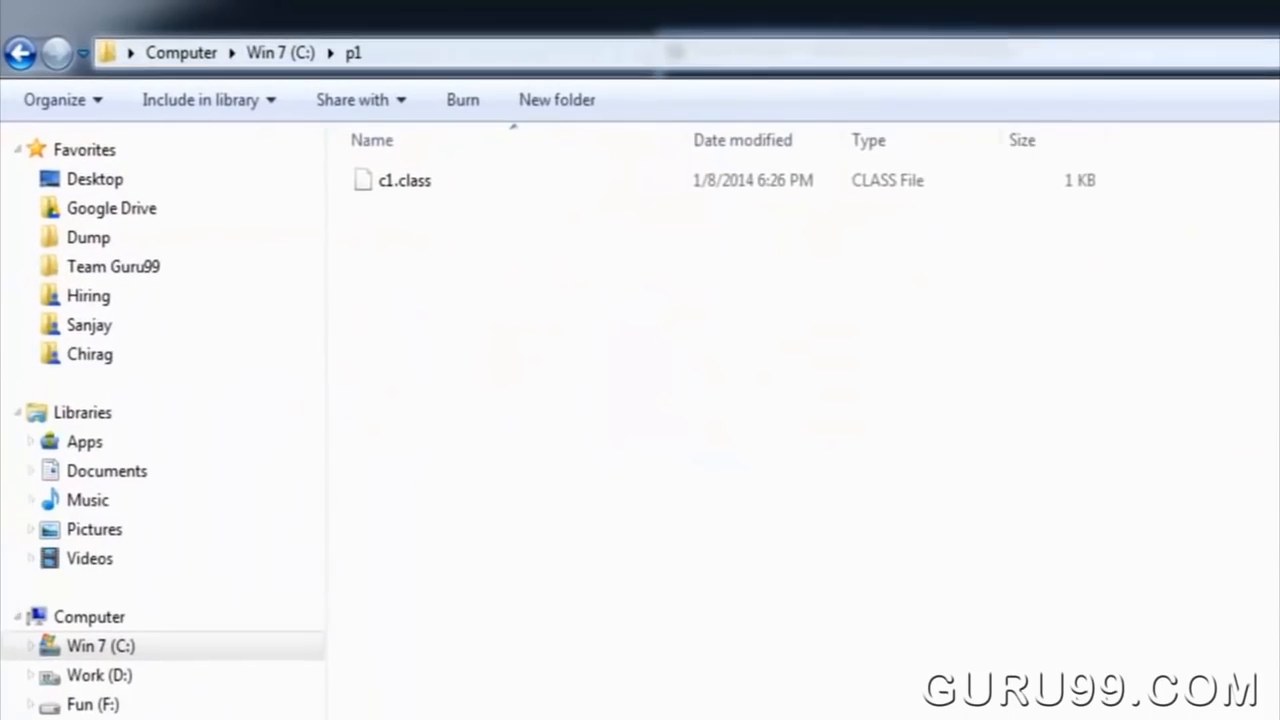 Computer Win 7 (C:) p1
Organize Include in library Share with Burn New folder
Name Date modified Type Size
c1.class 1/8/2014 6:26 PM CLASS File 1 KB
Favorites
Desktop
Google Drive
Dump
Team Guru99
Hiring
Sanjay
Chirag
Libraries
Apps
Documents
Music
Pictures
Videos
Computer
Win 7 (C:)
Work (D:)
Fun (F:)
GURU99.COM